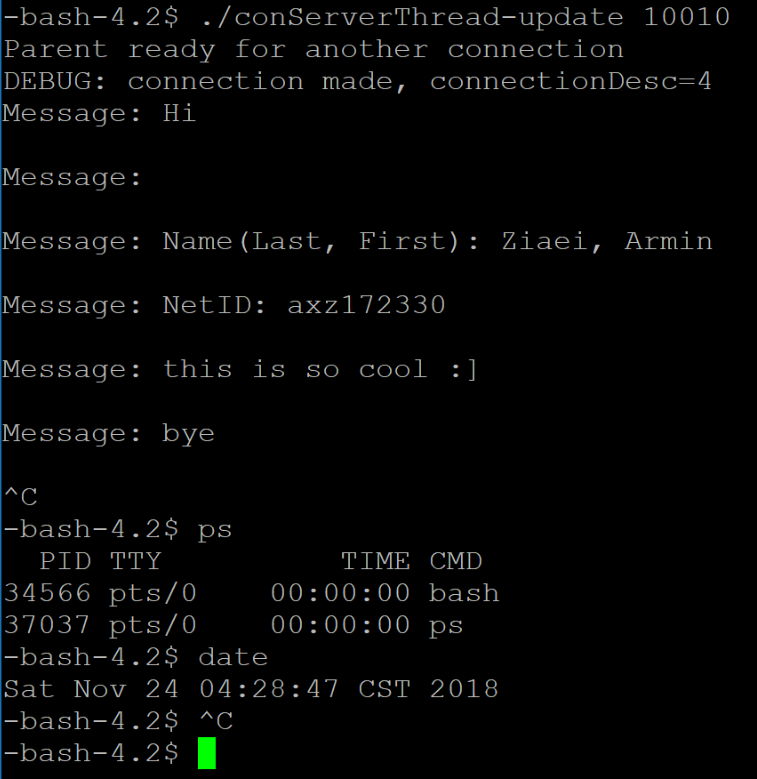 -bash-4.2$ ./conServerThread-update 10010
Parent ready for another connection
DEBUG: connection made, connectionDesc=4
Message: Hi
Message:
Message: Name(Last, First): Ziaei, Armin
Message: NetID: axz172330
Message: this is so cool :]
Message: bye
^C
-bash-4.2$ ps
  PID TTY          TIME CMD
34566 pts/0    00:00:00 bash
37037 pts/0    00:00:00 ps
-bash-4.2$ date
Sat Nov 24 04:28:47 CST 2018
-bash-4.2$ ^C
-bash-4.2$